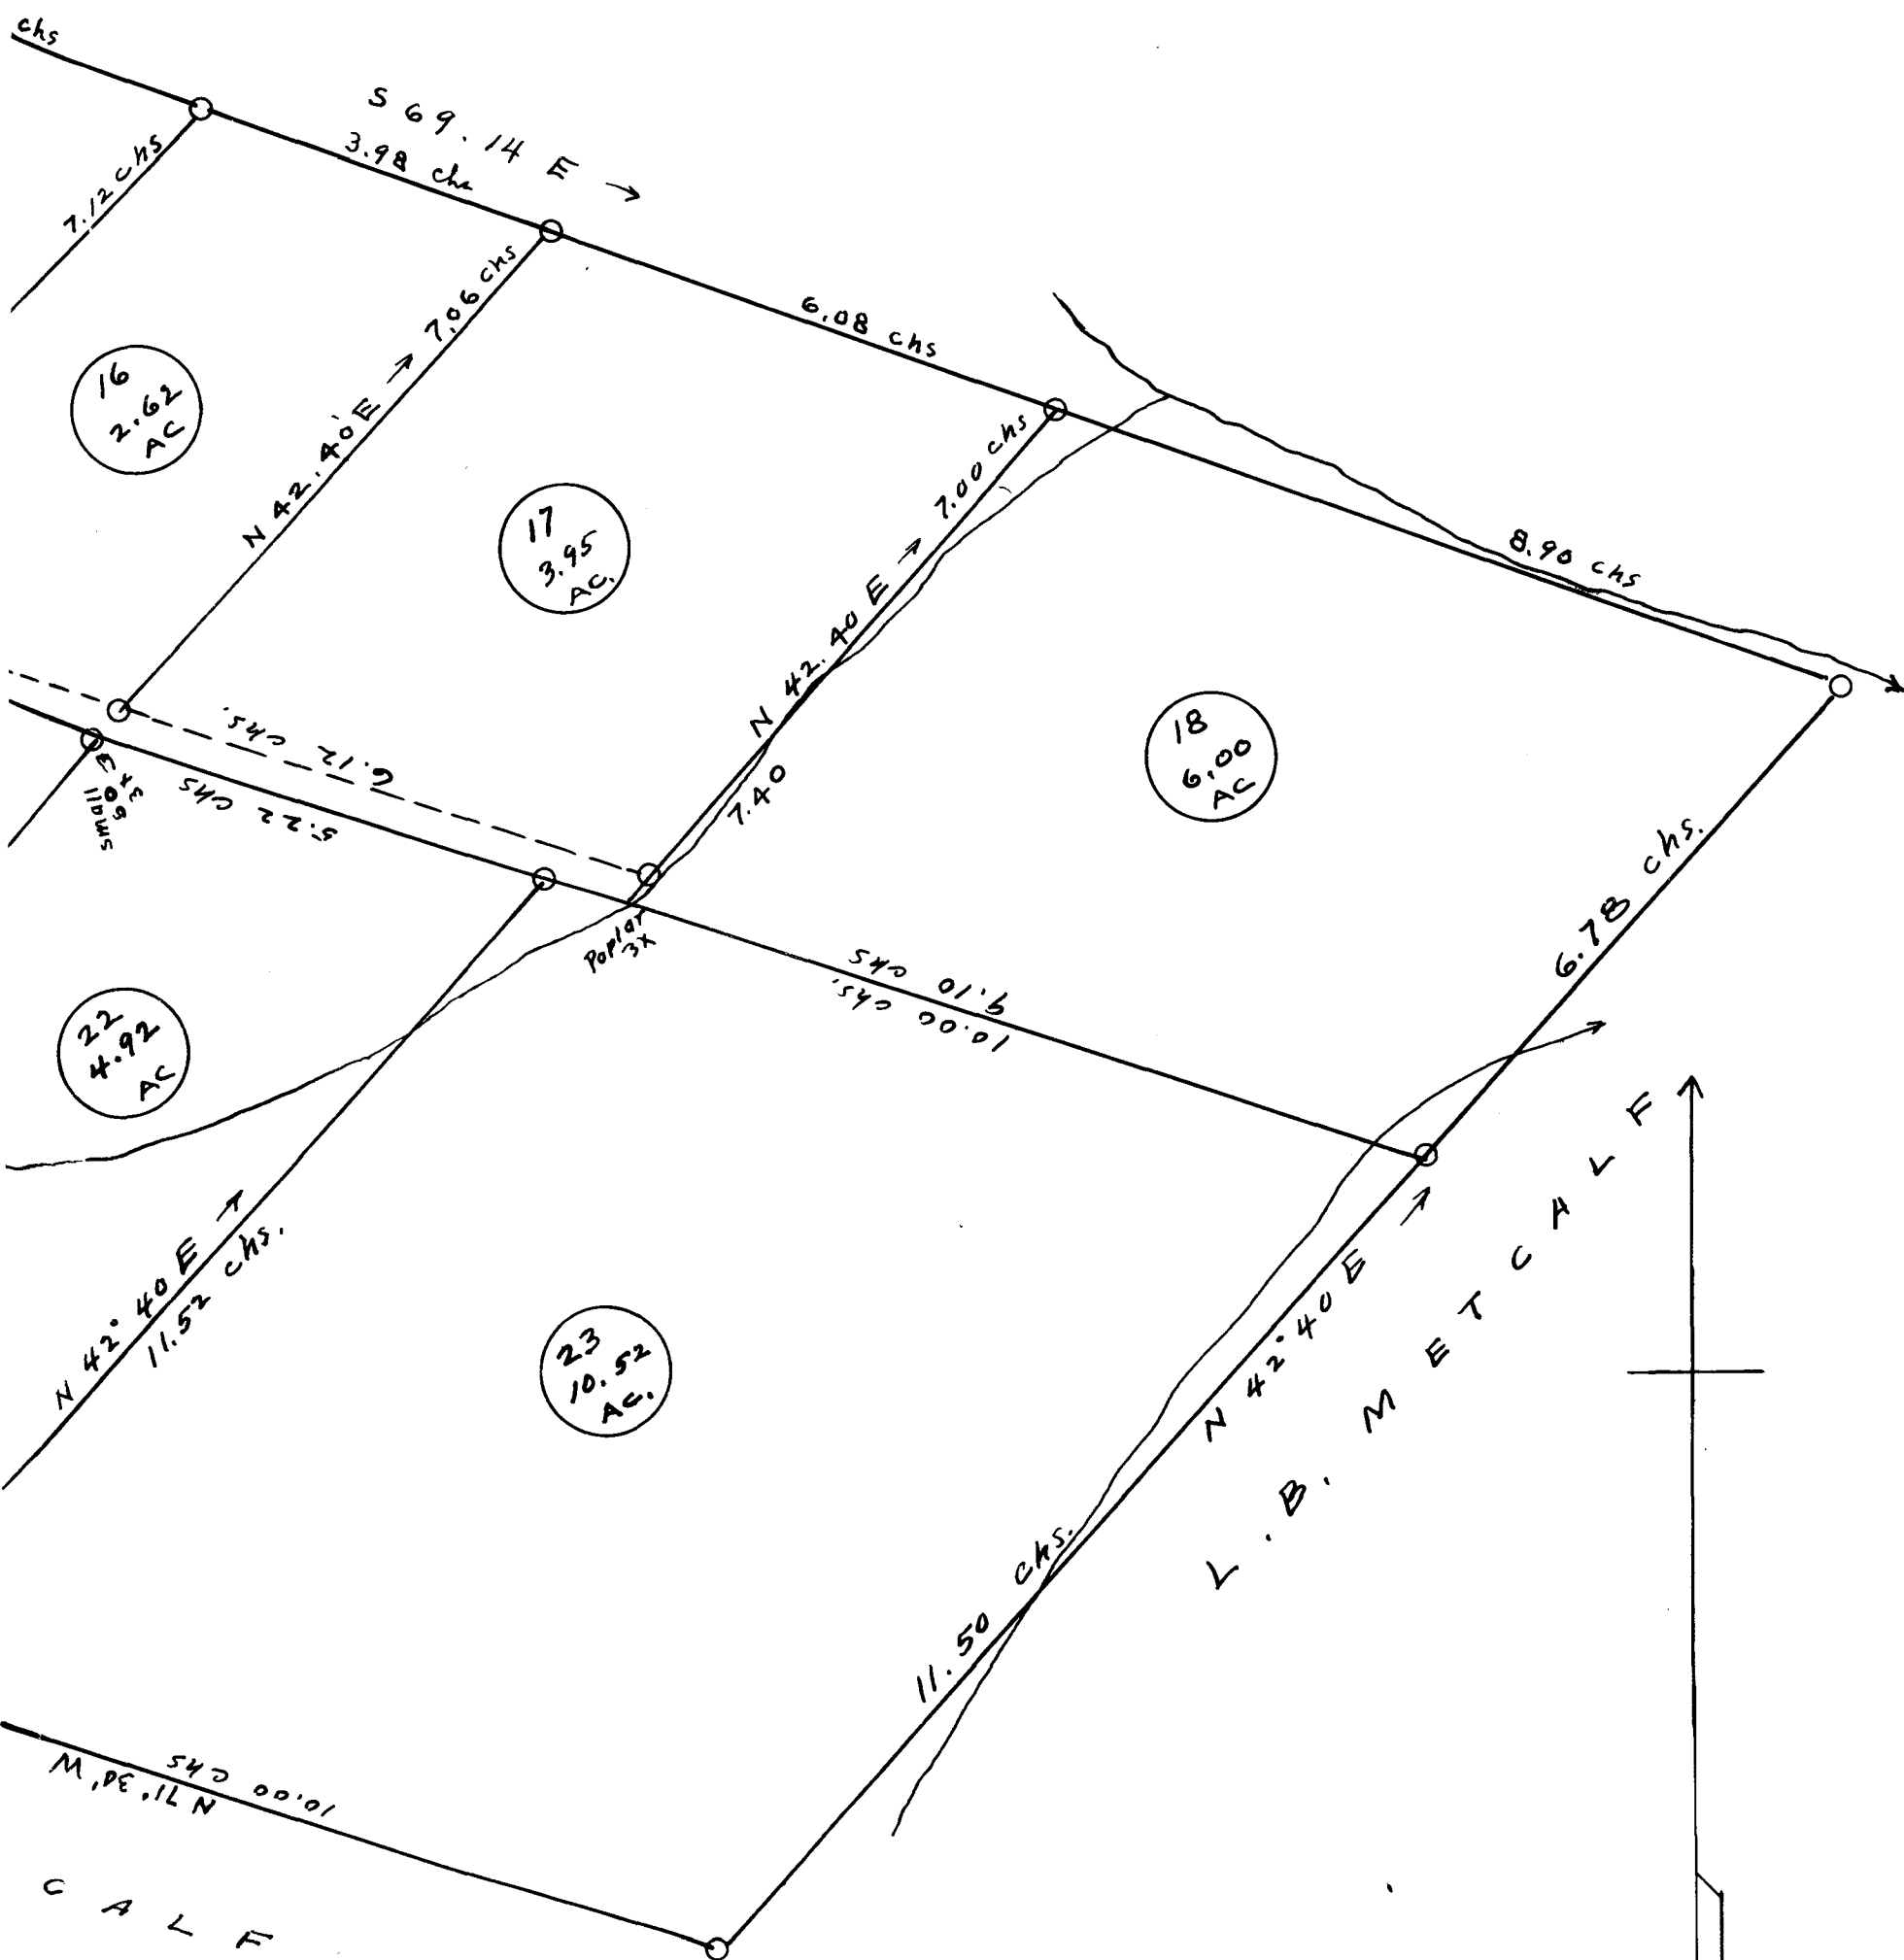 chs
S 69.14 E
3.98 chs
7.12 chs
6.08 chs
7.06 chs
N 42.40 E
16
2.62
AC
17
3.95
AC.
7.00 chs
N 42.40 E
7.40
8.90 chs
18
6.00
AC
6.12 chs.
5.22 chs
small
3x
Poplar
3x
9.10 chs
10.00 chs.
6.78 chs.
22
4.92
AC
N 42° 40 E
11.52 chs.
23
10.52
AC.
N 42° 40 E
11.50 chs.
L. B. METCALF
10.00 chs
N 71° 30' W
CALF